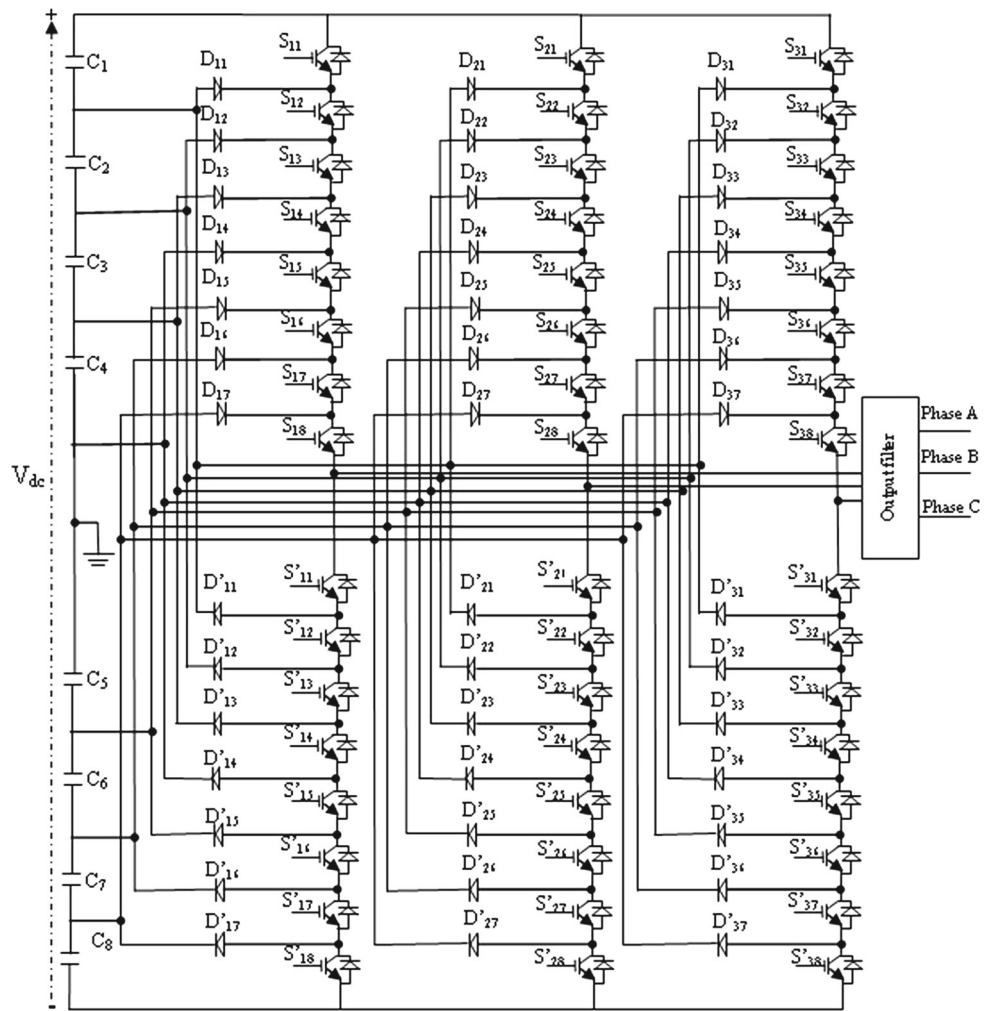 +
S₁₁ S₂₁ S₃₁
C₁ D₁₁ D₂₁ D₃₁
S₁₂ S₂₂ S₃₂
D₁₂ D₂₂ D₃₂
C₂ S₁₃ S₂₃ S₃₃
D₁₃ D₂₃ D₃₃
S₁₄ S₂₄ S₃₄
D₁₄ D₂₄ D₃₄
C₃ S₁₅ S₂₅ S₃₅
D₁₅ D₂₅ D₃₅
S₁₆ S₂₆ S₃₆
D₁₆ D₂₆ D₃₆
C₄ S₁₇ S₂₇ S₃₇
D₁₇ D₂₇ D₃₇
S₁₈ S₂₈ S₃₈
Phase A
Phase B
Phase C
Output filter
Vdc
S'₁₁ S'₂₁ S'₃₁
D'₁₁ D'₂₁ D'₃₁
S'₁₂ S'₂₂ S'₃₂
D'₁₂ D'₂₂ D'₃₂
C₅ S'₁₃ S'₂₃ S'₃₃
D'₁₃ D'₂₃ D'₃₃
S'₁₄ S'₂₄ S'₃₄
D'₁₄ D'₂₄ D'₃₄
C₆ S'₁₅ S'₂₅ S'₃₅
D'₁₅ D'₂₅ D'₃₅
S'₁₆ S'₂₆ S'₃₆
D'₁₆ D'₂₆ D'₃₆
C₇ S'₁₇ S'₂₇ S'₃₇
D'₁₇ D'₂₇ D'₃₇
C₈ S'₁₈ S'₂₈ S'₃₈
-